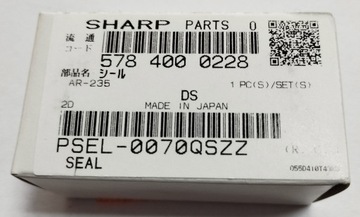 SHARP PARTS 0
流通
コード
578 400 0228
部品名 シール
AR-235
1 PC(S)/SET(S)
DS
2D MADE IN JAPAN
PSEL-0070QSZZ
SEAL